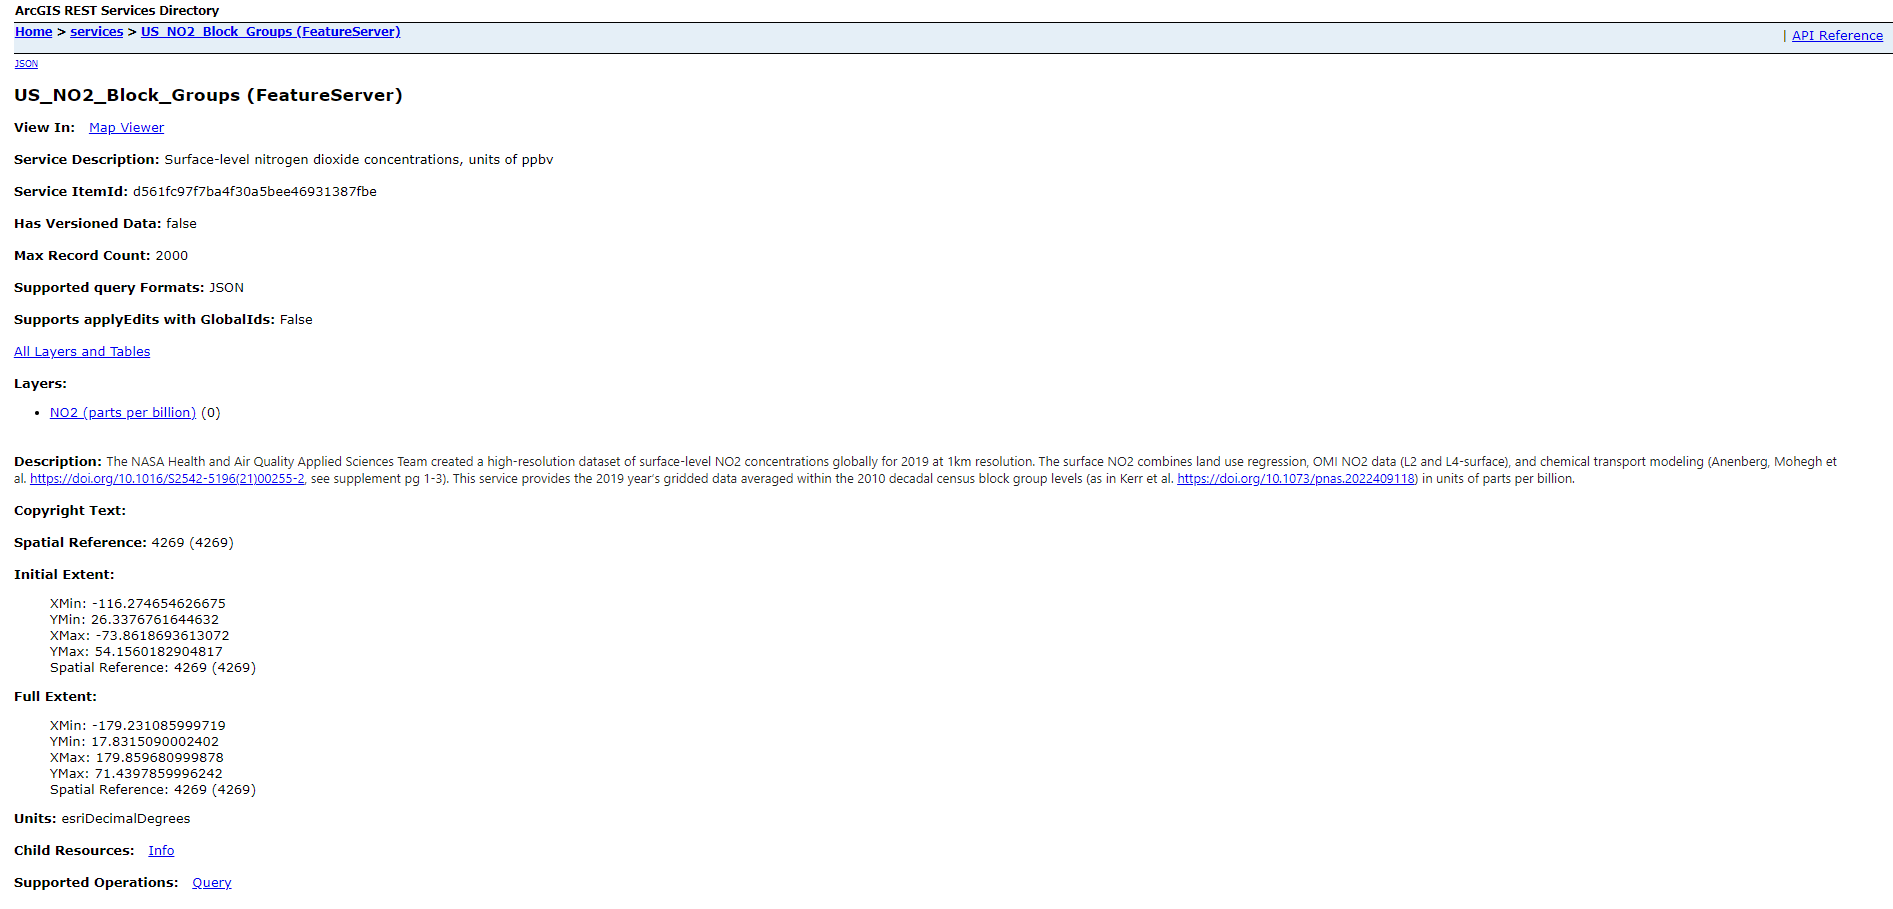 ArcGIS REST Services Directory
Home > services > US_NO2_Block_Groups (FeatureServer)
| API Reference
JSON
US_NO2_Block_Groups (FeatureServer)
View In: Map Viewer
Service Description: Surface-level nitrogen dioxide concentrations, units of ppbv
Service ItemId: d561fc97f7ba4f30a5bee46931387fbe
Has Versioned Data: false
Max Record Count: 2000
Supported query Formats: JSON
Supports applyEdits with GlobalIds: False
All Layers and Tables
Layers:
• NO2 (parts per billion) (0)
Description: The NASA Health and Air Quality Applied Sciences Team created a high-resolution dataset of surface-level NO2 concentrations globally for 2019 at 1km resolution. The surface NO2 combines land use regression, OMI NO2 data (L2 and L4-surface), and chemical transport modeling (Anenberg, Mohegh et
al. https://doi.org/10.1016/S2542-5196(21)00255-2, see supplement pg 1-3). This service provides the 2019 year's gridded data averaged within the 2010 decadal census block group levels (as in Kerr et al. https://doi.org/10.1073/pnas.2022409118) in units of parts per billion.
Copyright Text:
Spatial Reference: 4269 (4269)
Initial Extent:
XMin: -116.274654626675
YMin: 26.3376761644632
XMax: -73.8618693613072
YMax: 54.1560182904817
Spatial Reference: 4269 (4269)
Full Extent:
XMin: -179.231085999719
YMin: 17.8315090002402
XMax: 179.859680999878
YMax: 71.4397859996242
Spatial Reference: 4269 (4269)
Units: esriDecimalDegrees
Child Resources: Info
Supported Operations: Query